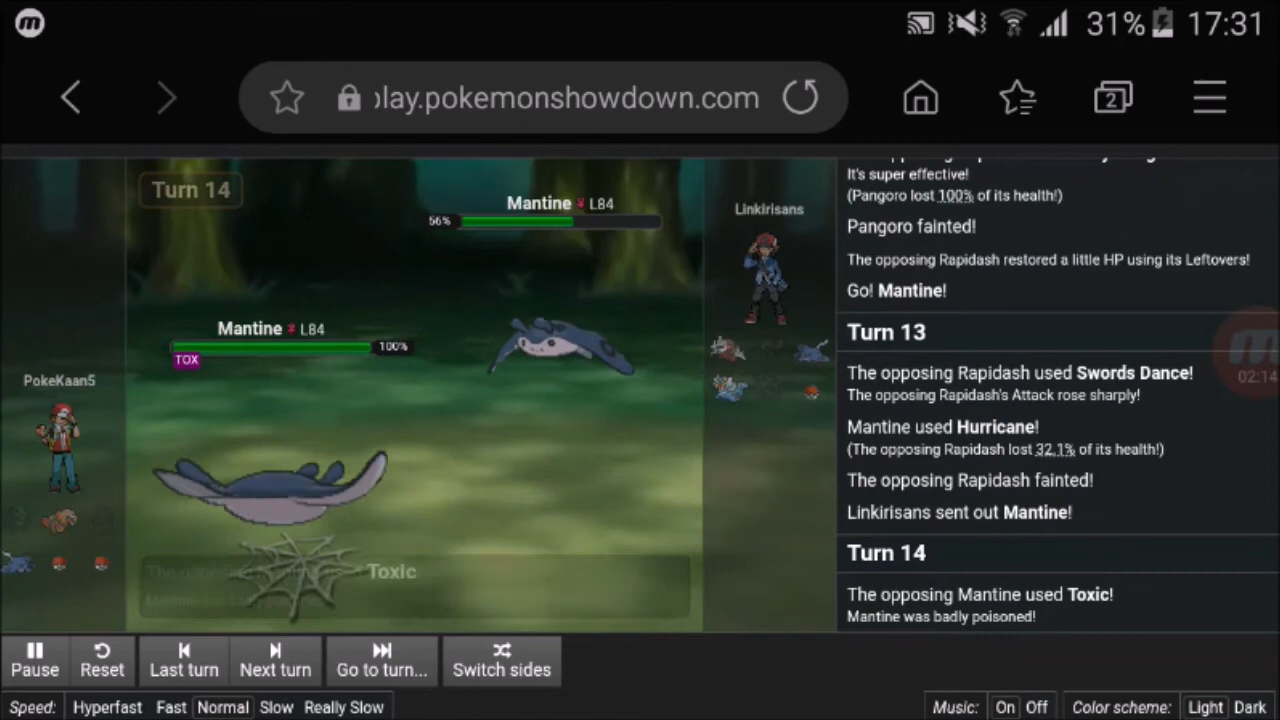 31% 17:31
play.pokemonshowdown.com
2
Turn 14
Mantine L84
56%
Linkirisans
Mantine L84
100%
TOX
PokeKaan5
Toxic
It's super effective!
(Pangoro lost 100% of its health!)
Pangoro fainted!
The opposing Rapidash restored a little HP using its Leftovers!
Go! Mantine!
Turn 13
The opposing Rapidash used Swords Dance!
The opposing Rapidash's Attack rose sharply!
Mantine used Hurricane!
(The opposing Rapidash lost 32.1% of its health!)
The opposing Rapidash fainted!
Linkirisans sent out Mantine!
Turn 14
The opposing Mantine used Toxic!
Mantine was badly poisoned!
02:14
Pause Reset Last turn Next turn Go to turn... Switch sides
Speed: Hyperfast Fast Normal Slow Really Slow Music: On Off Color scheme: Light Dark